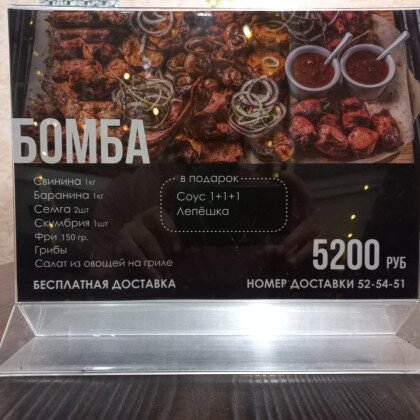 БОМБА
Свинина 1кг
Баранина 1кг
Семга 2шт
Скумбрия 1шт
Фри 150 гр.
Грибы
Салат из овощей на гриле
в подарок
Соус 1+1+1
Лепёшка
5200 РУБ
БЕСПЛАТНАЯ ДОСТАВКА
НОМЕР ДОСТАВКИ 52-54-51